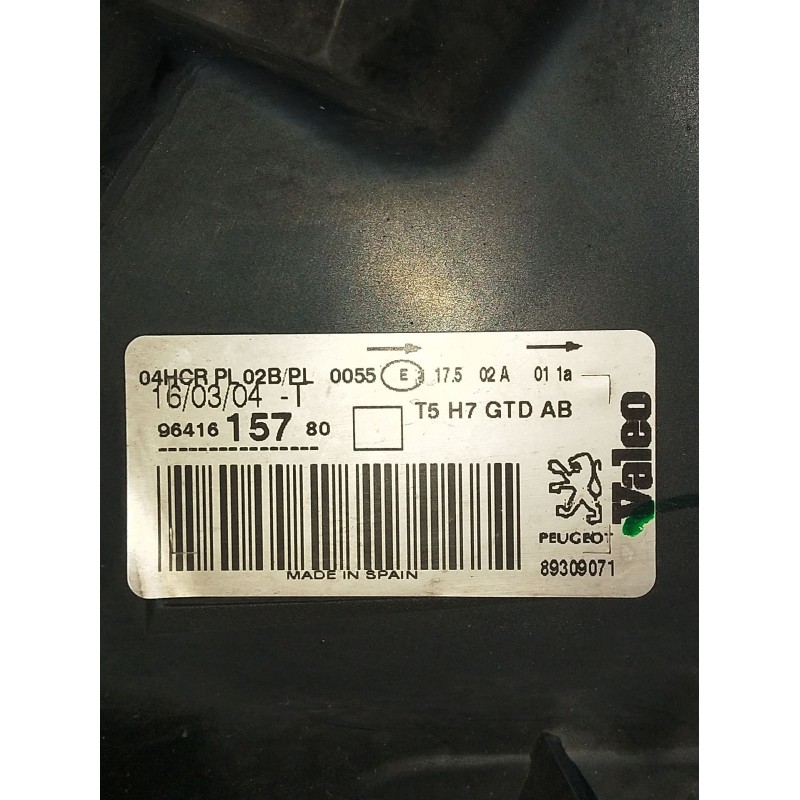 04HCR PL 02B/PL 0055 E 17.5 02 A 01 1a
16/03/04 -T
T5 H7 GTD AB
96416 157 80
Valeo
PEUGEOT
MADE IN SPAIN
89309071